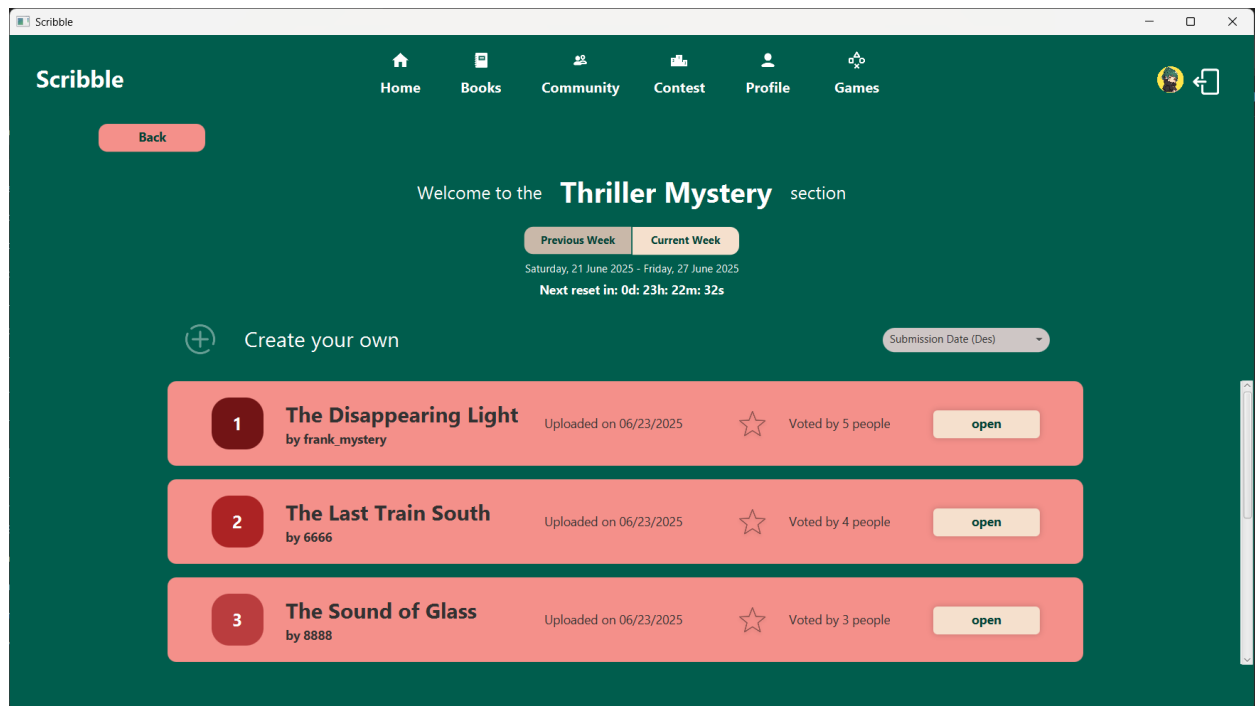 Scribble
Scribble
Home Books Community Contest Profile Games
Back
Welcome to the Thriller Mystery section
Previous Week Current Week
Saturday, 21 June 2025 - Friday, 27 June 2025
Next reset in: 0d: 23h: 22m: 32s
Create your own
Submission Date (Des)
1 The Disappearing Light Uploaded on 06/23/2025 Voted by 5 people open
by frank_mystery
2 The Last Train South Uploaded on 06/23/2025 Voted by 4 people open
by 6666
3 The Sound of Glass Uploaded on 06/23/2025 Voted by 3 people open
by 8888